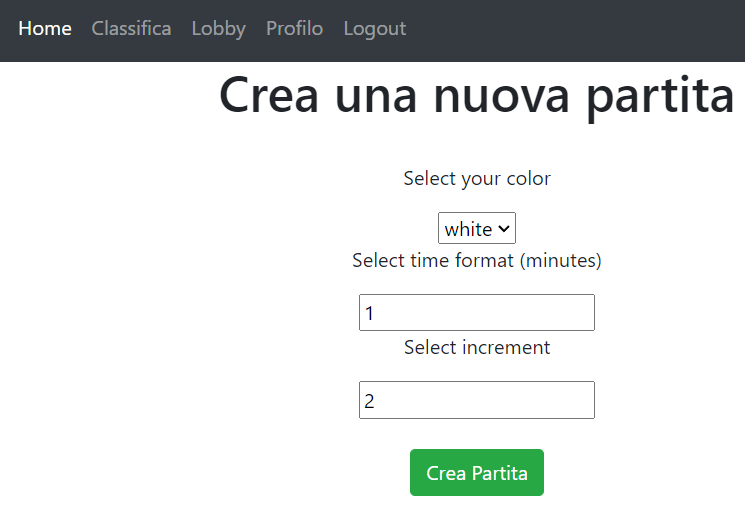 Home Classifica Lobby Profilo Logout
Crea una nuova partita
Select your color
white
Select time format (minutes)
1
Select increment
2
Crea Partita